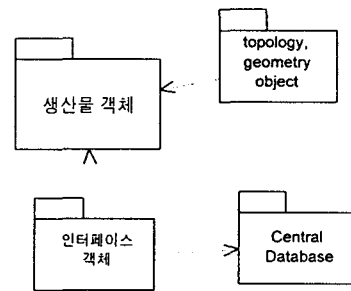 생산물 객체
topology,
geometry
object
인터페이스
객체
Central
Database